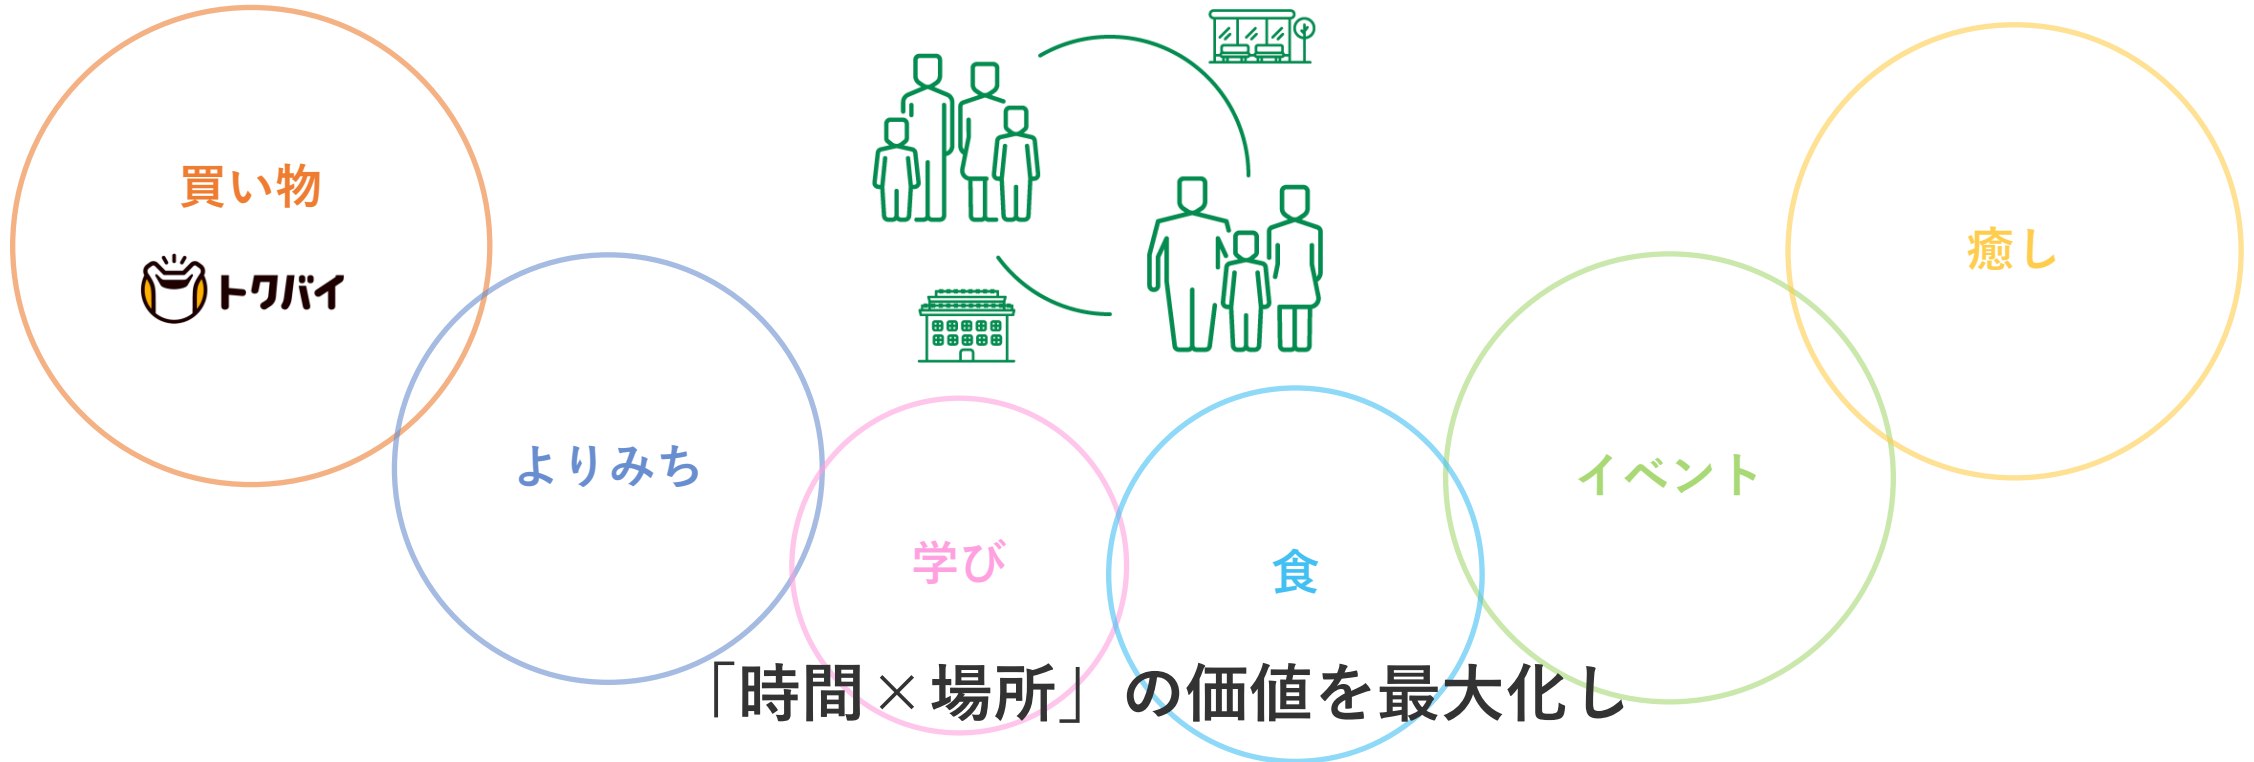 買い物
トクバイ
よりみち
学び
食
イベント
癒し
「時間×場所」の価値を最大化し